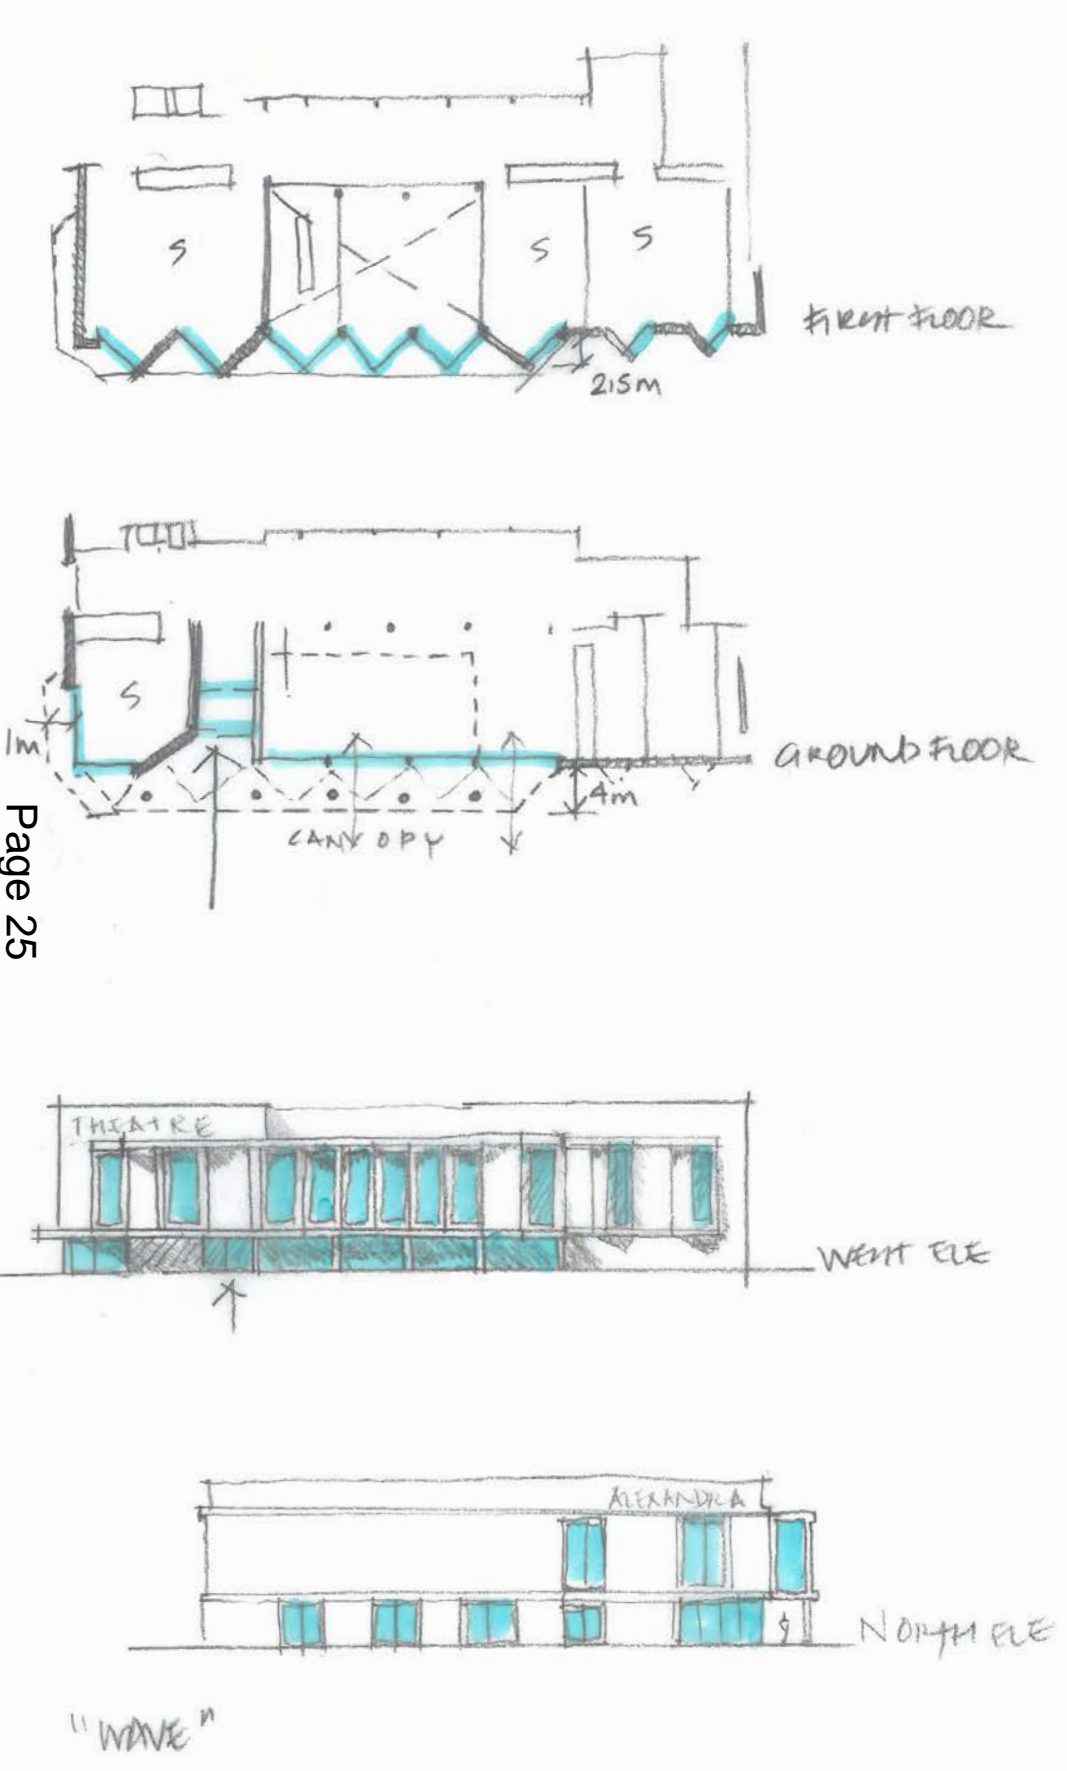 S
S
S
FIRST FLOOR
2.5m
S
1m
GROUND FLOOR
4m
CANOPY
Page 25
THEATRE
WEST ELE
ALEXANDRA
NORTH ELE
"WAVE"